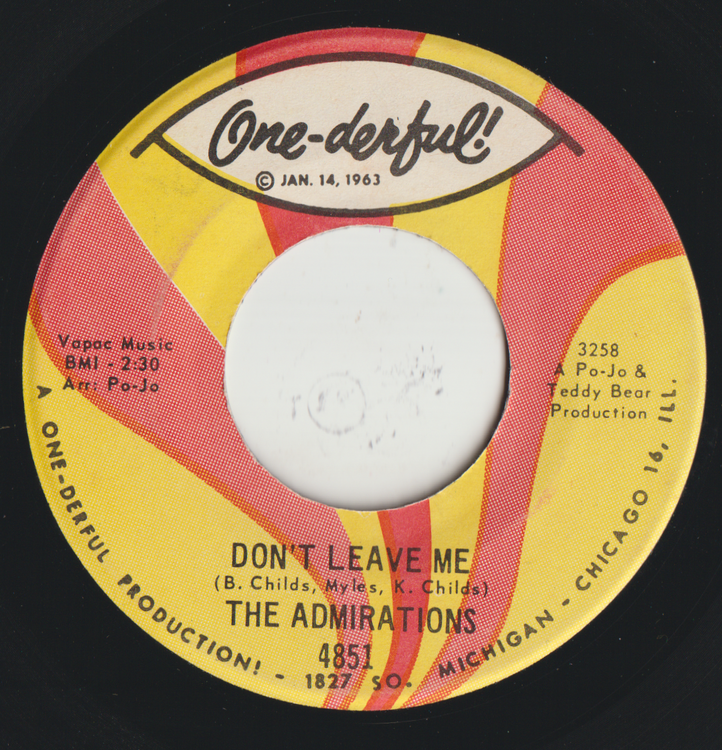 One-derful!
© JAN. 14, 1963
Vapac Music
BMI - 2:30
Arr: Po-Jo
3258
A Po-Jo &
Teddy Bear
Production
DON'T LEAVE ME
(B. Childs, Myles, K. Childs)
THE ADMIRATIONS
4851
A ONE-DERFUL PRODUCTION! - 1827 SO. MICHIGAN - CHICAGO 16, ILL.